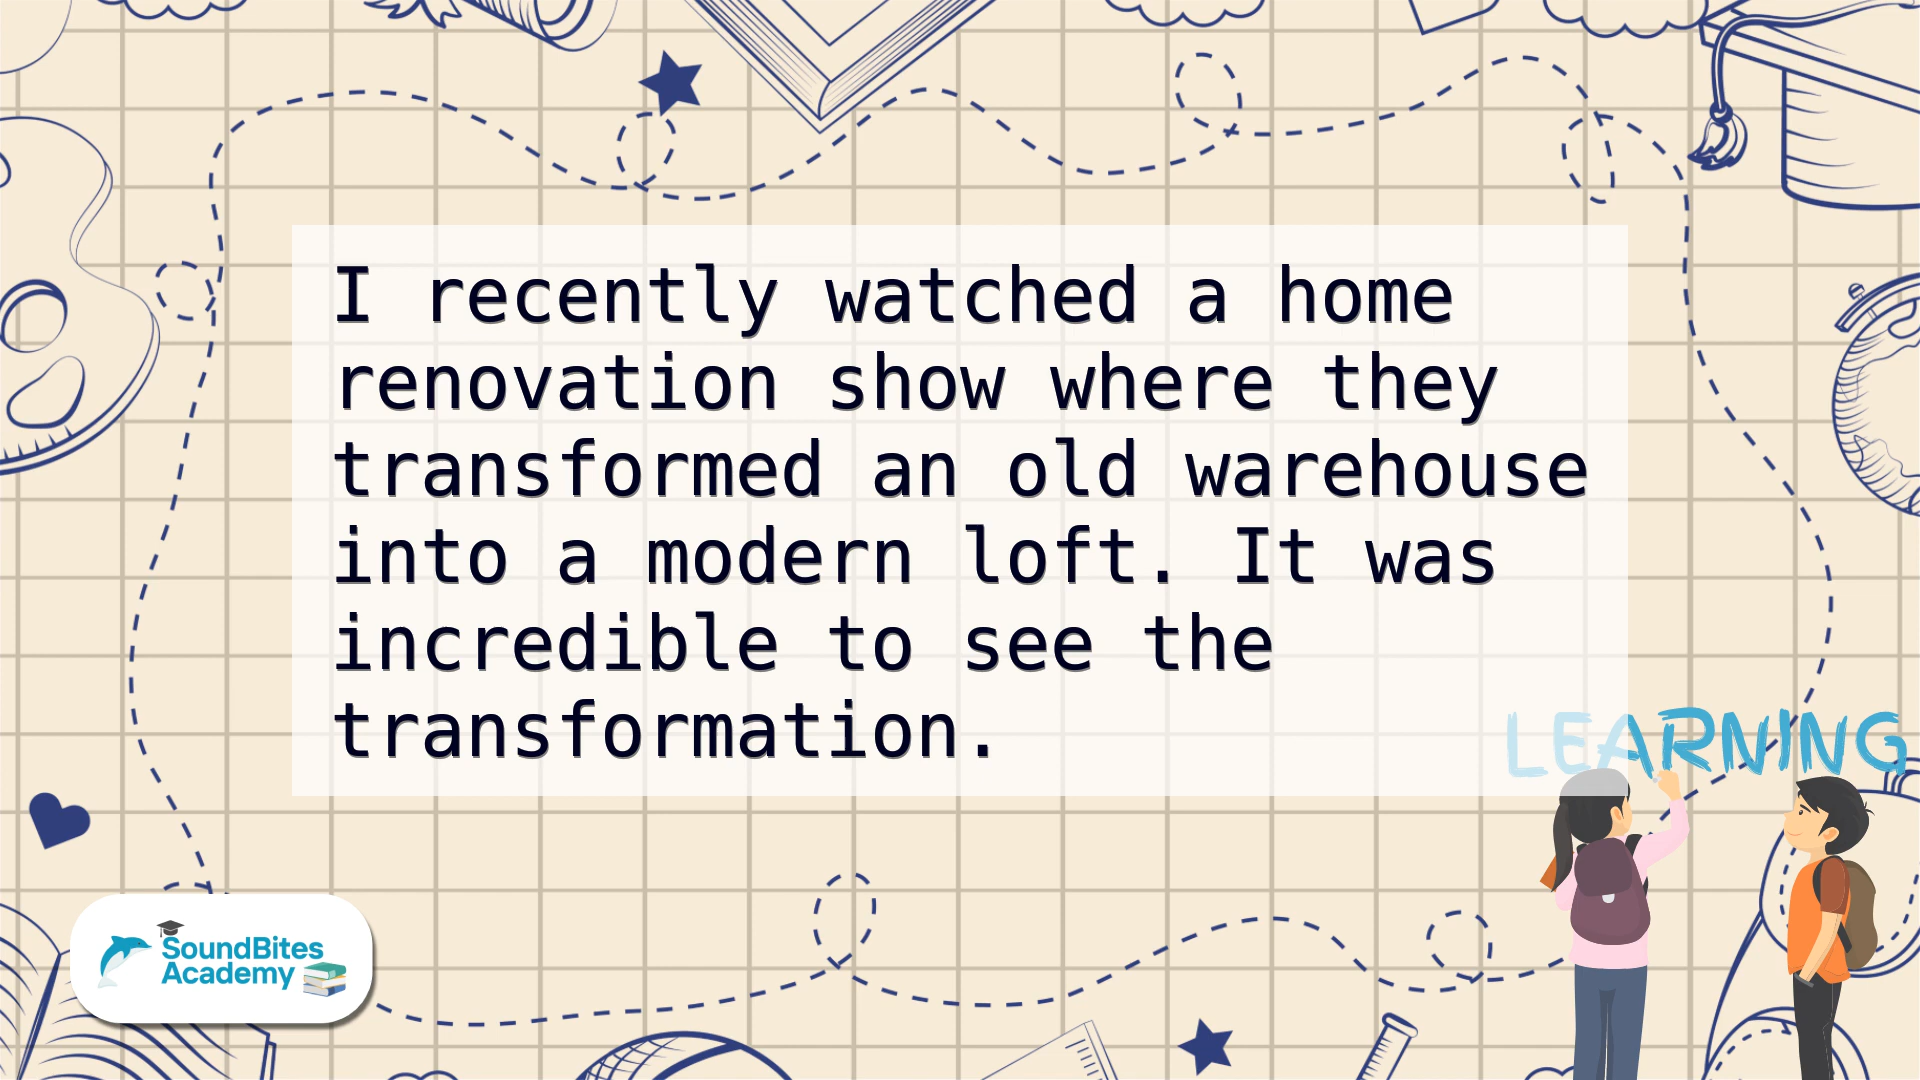 I recently watched a home
renovation show where they
transformed an old warehouse
into a modern loft. It was
incredible to see the
transformation.
LEARNING
SoundBites
Academy